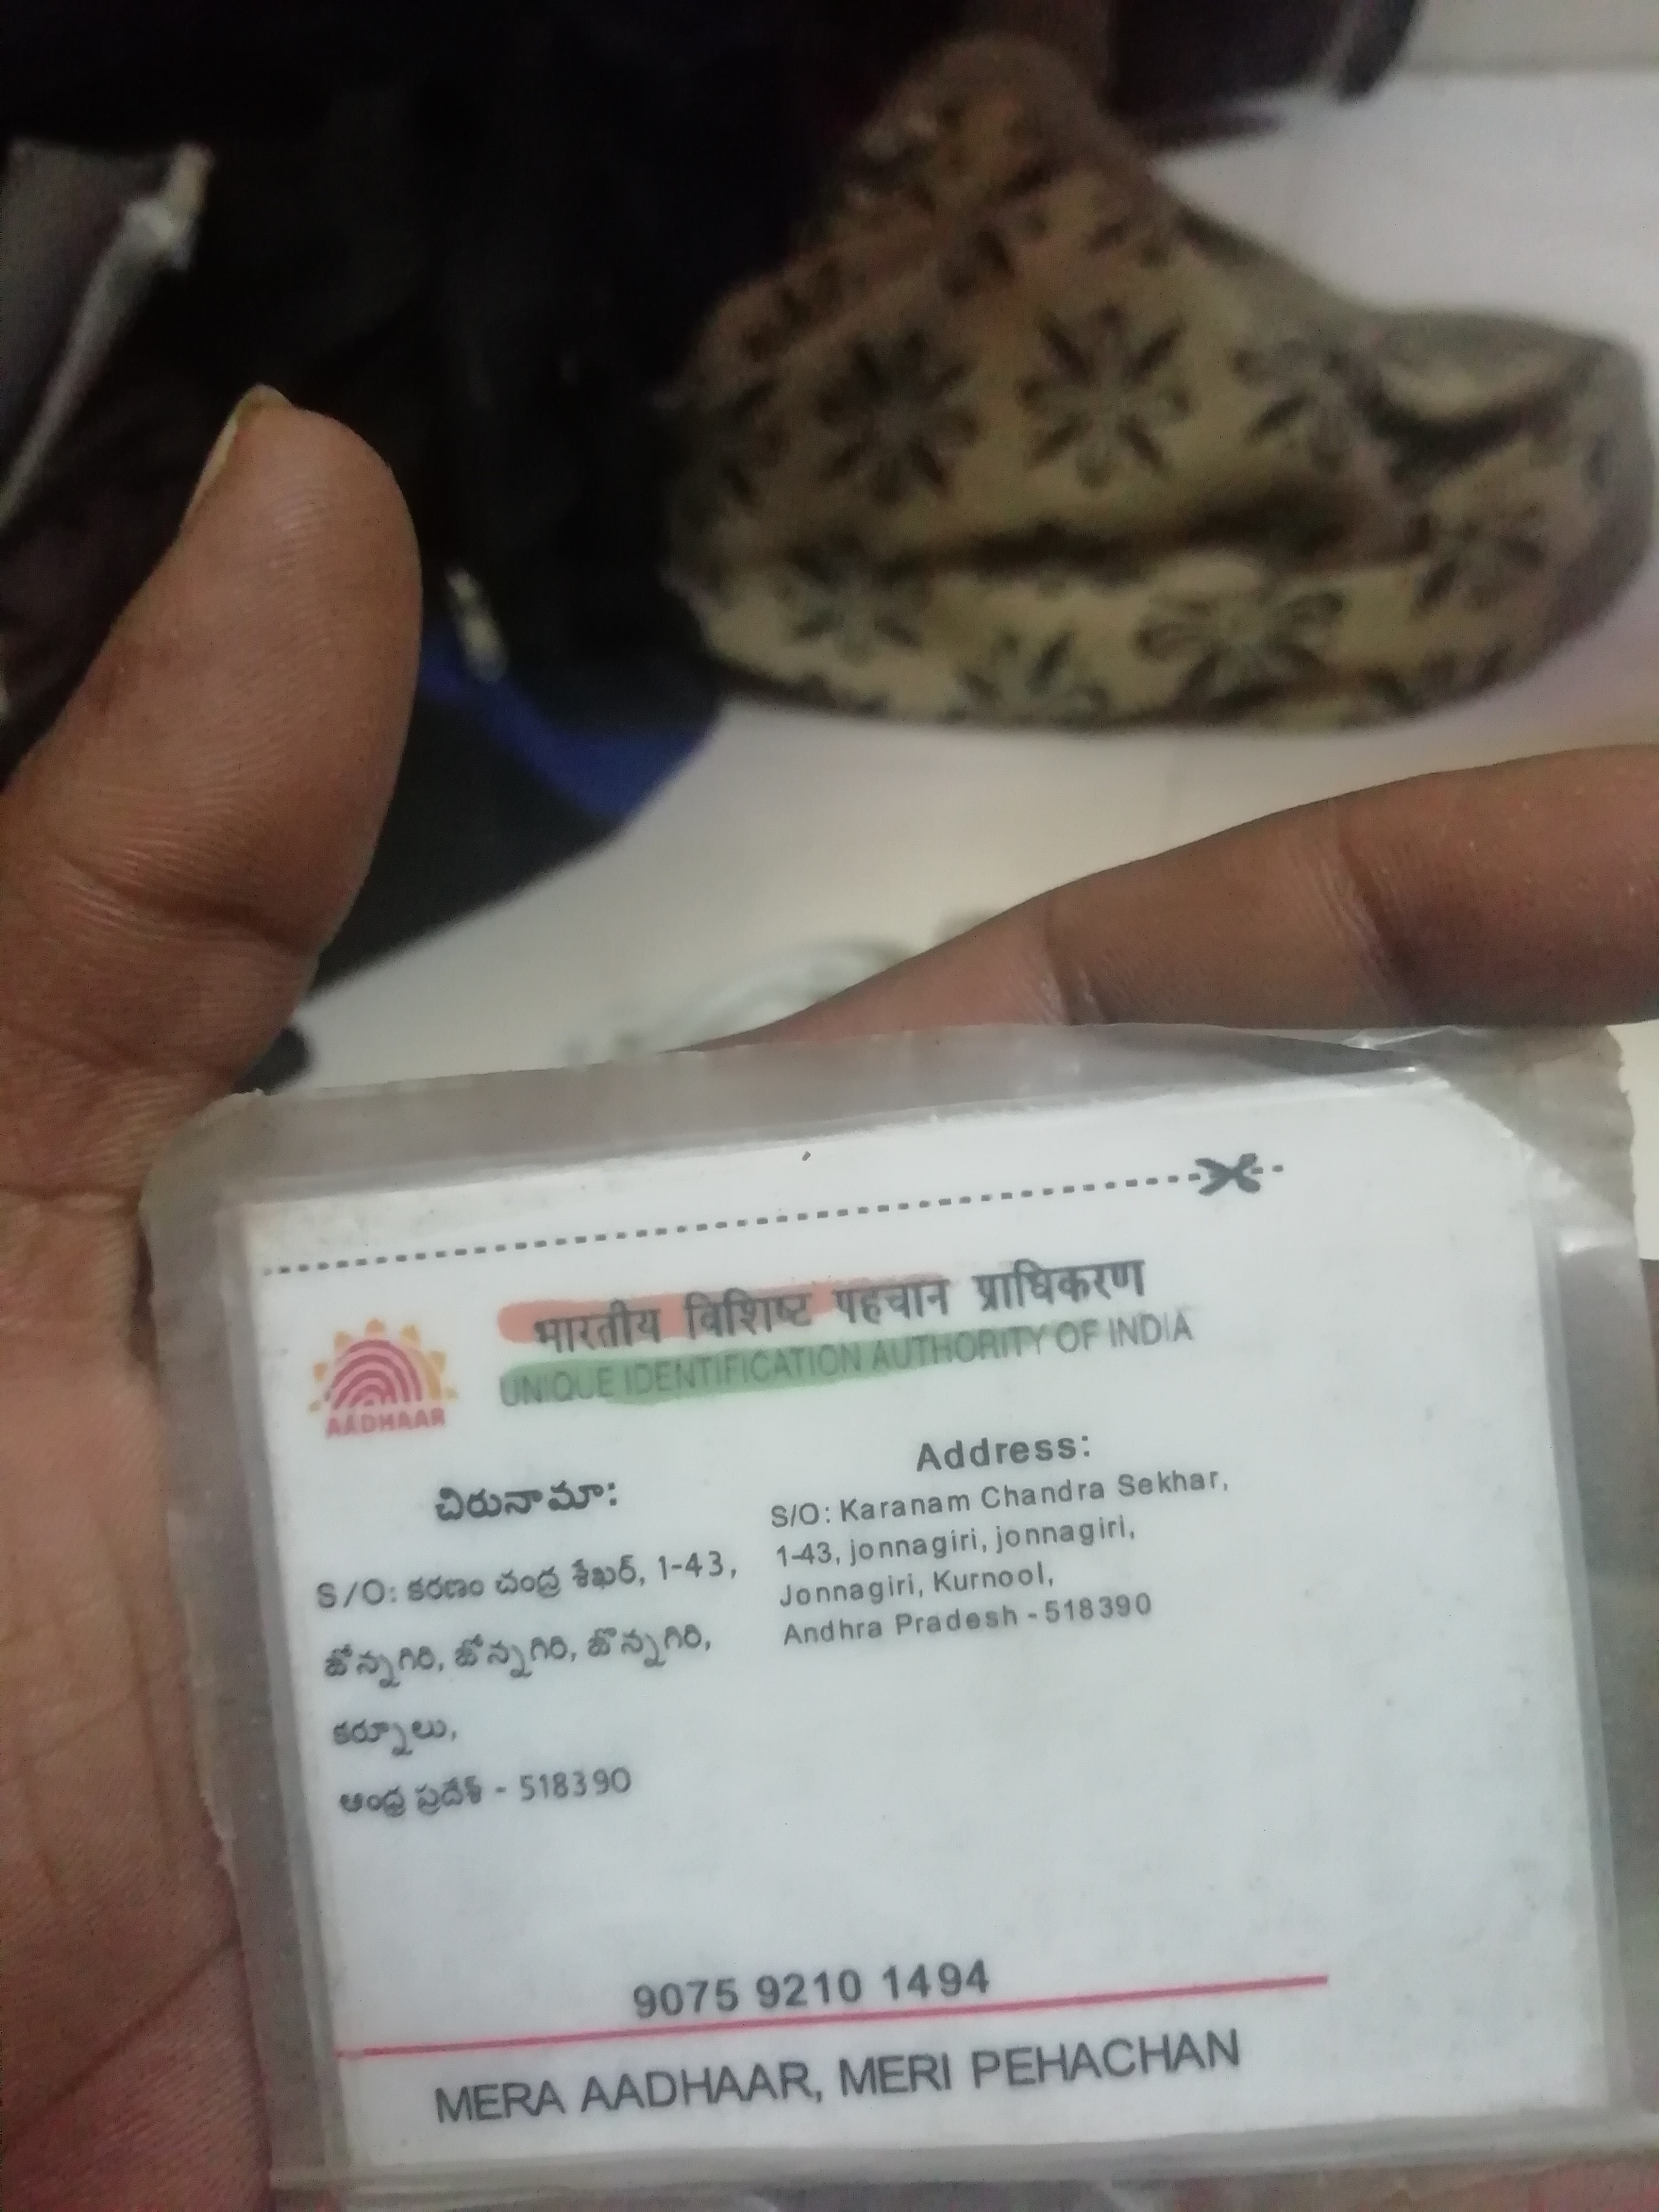 भारतीय विशिष्ट पहचान प्राधिकरण
UNIQUE IDENTIFICATION AUTHORITY OF INDIA
AADHAAR
చిరునామా:
S/O: కరణం చంద్ర శేఖర్, 1-43,
జోన్నగిరి, జోన్నగిరి, జొన్నగిరి,
కర్నూలు,
ఆంధ్ర ప్రదేశ్ - 518390
Address:
S/O: Karanam Chandra Sekhar,
1-43, jonnagiri, jonnagiri,
Jonnagiri, Kurnool,
Andhra Pradesh - 518390
9075 9210 1494
MERA AADHAAR, MERI PEHACHAN